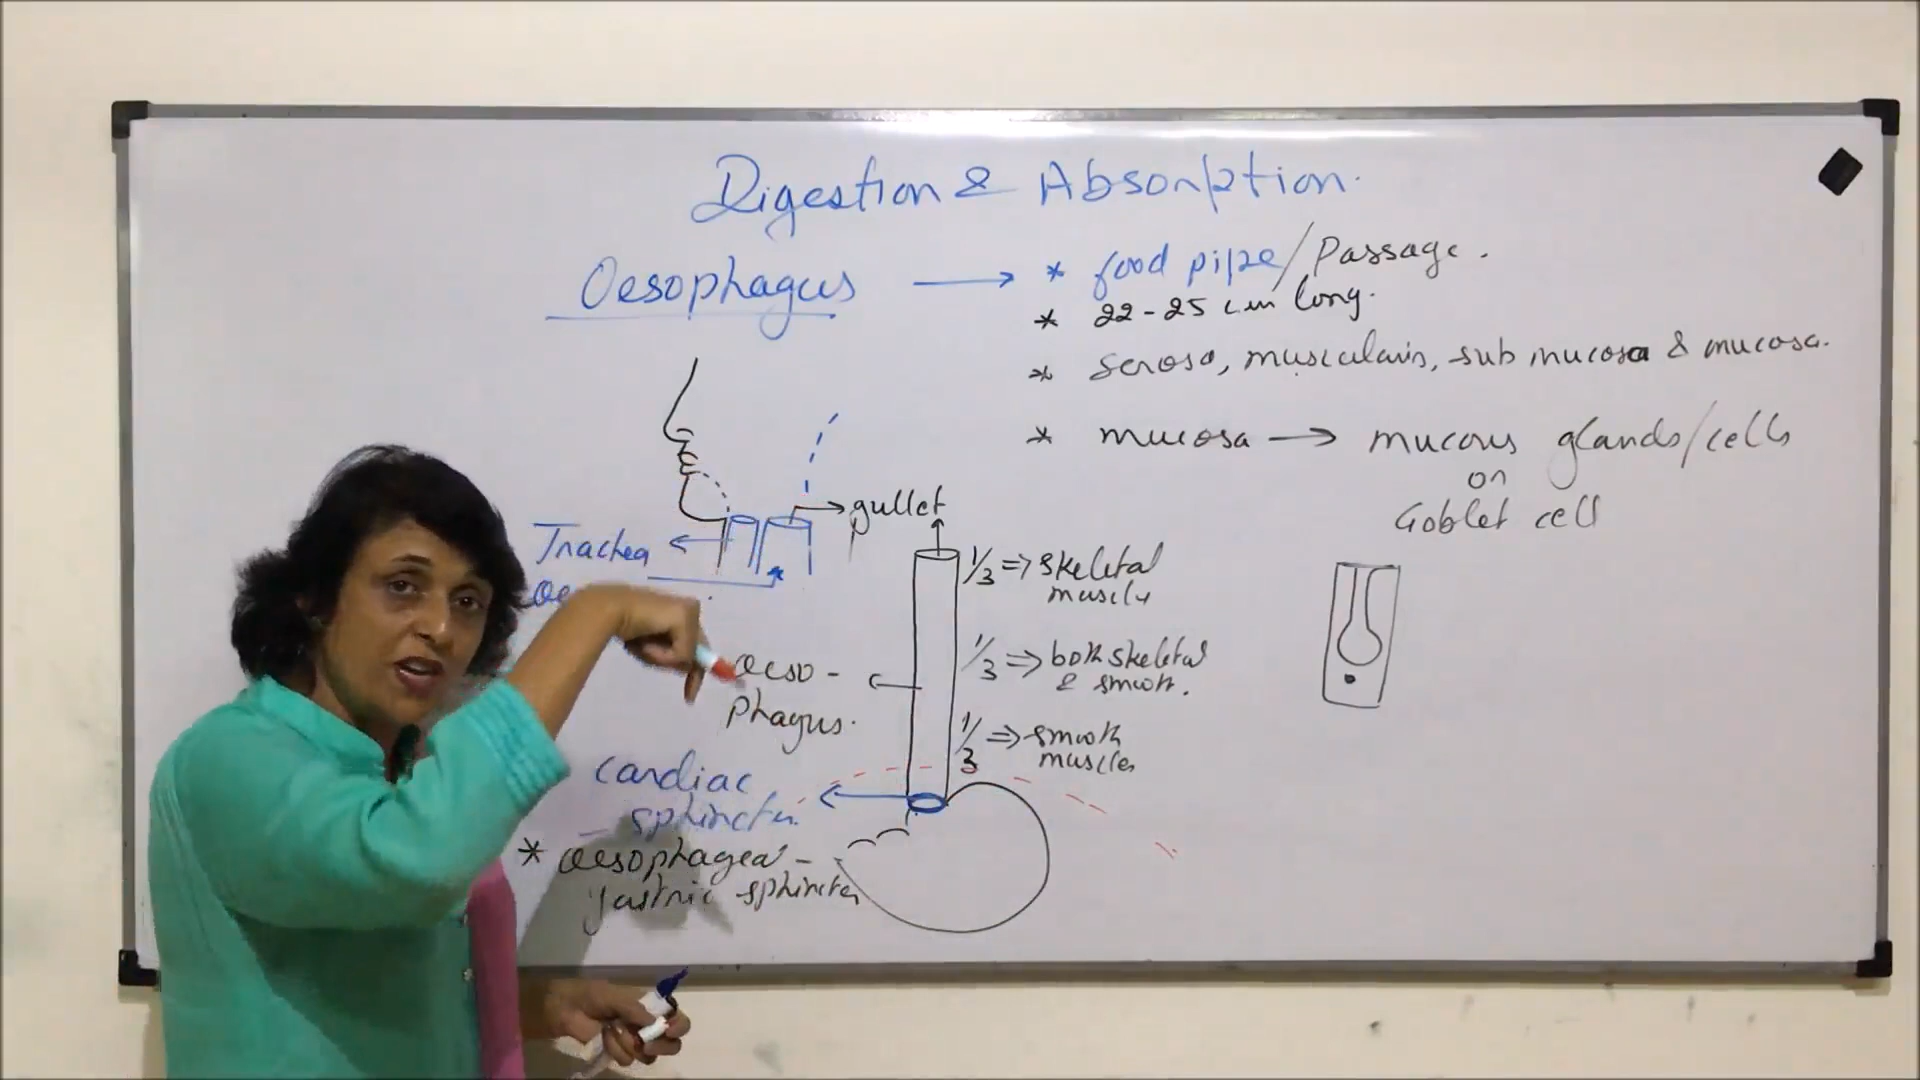 Digestion & Absorption.
Oesophagus → * food pipe/Passage.
* 22-25 cm long.
* serosa, muscularis, sub mucosa & mucosa.
* mucosa → mucous glands/cells
or
Goblet cell
gullet
Trachea
oe
1/3 ⇒ skeletal
muscle
oeso-
phagus.
1/3 ⇒ both skeletal
& smooth.
1/3 ⇒ smooth
muscles
cardiac
sphincter.
* oesophageal-
gastric sphincter